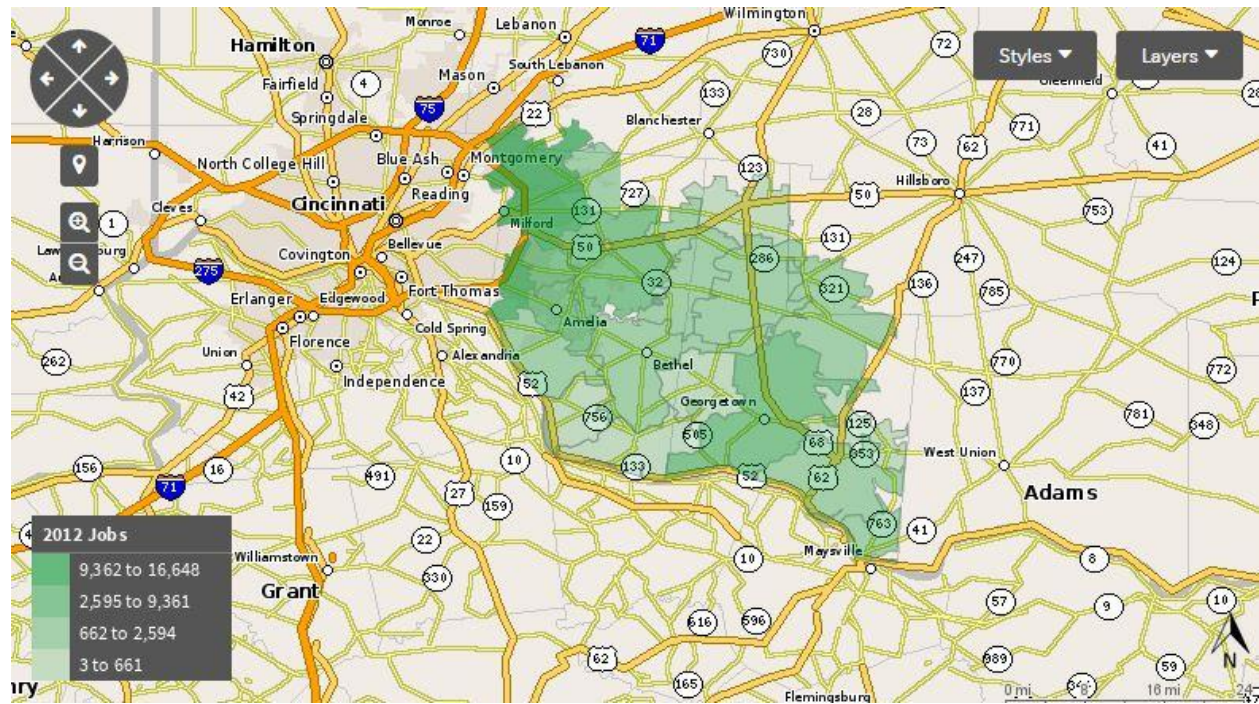 Monroe
Lebanon
Wilmington
Hamilton
71
730
72
Styles
Layers
Fairfield
4
Mason
South Lebanon
75
22
133
28
771
Springdale
Blanchester
73
62
41
Harrison
North College Hill
Blue Ash
Montgomery
123
Hillsboro
Reading
727
50
Cleves
Cincinnati
131
753
1
Milford
Covington
Bellevue
50
286
131
247
124
275
32
321
136
785
Erlanger
Edgewood
Fort Thomas
Amelia
Cold Spring
Florence
262
Union
Alexandria
Bethel
770
772
Independence
52
137
42
Georgetown
756
505
68
125
781
348
353
West Union
156
16
491
10
133
52
62
Adams
71
27
159
763
41
2012 Jobs
9,362 to 16,648
2,595 to 9,361
662 to 2,594
3 to 661
22
Maysville
Williamstown
10
8
330
Grant
57
9
10
616
596
N
62
989
59
165
Flemingsburg
0 mi
8
16 mi
24